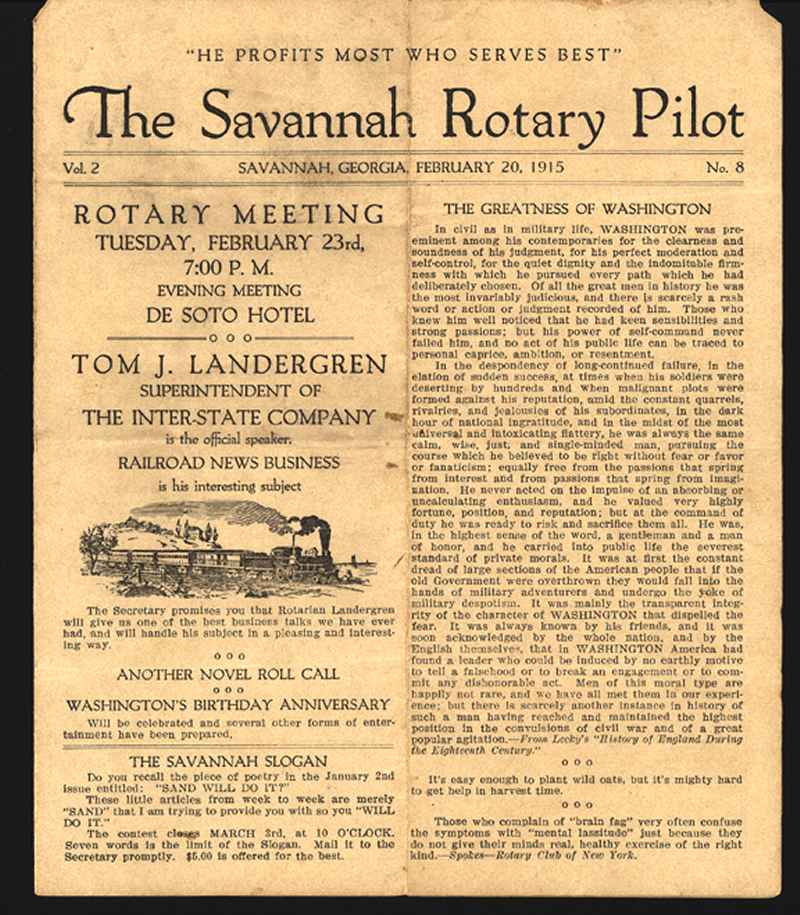 "HE PROFITS MOST WHO SERVES BEST"
The Savannah Rotary Pilot
Vol. 2 SAVANNAH, GEORGIA, FEBRUARY 20, 1915 No. 8
ROTARY MEETING
TUESDAY, FEBRUARY 23rd,
7:00 P. M.
EVENING MEETING
DE SOTO HOTEL
o o o
TOM J. LANDERGREN
SUPERINTENDENT OF
THE INTER-STATE COMPANY
is the official speaker.
RAILROAD NEWS BUSINESS
is his interesting subject
The Secretary promises you that Rotarian Landergren
will give us one of the best business talks we have ever
had, and will handle his subject in a pleasing and interest-
ing way.
o o o
ANOTHER NOVEL ROLL CALL
o o o
WASHINGTON'S BIRTHDAY ANNIVERSARY
Will be celebrated and several other forms of enter-
tainment have been prepared.
THE SAVANNAH SLOGAN
Do you recall the piece of poetry in the January 2nd
issue entitled: "SAND WILL DO IT?"
These little articles from week to week are merely
"SAND" that I am trying to provide you with so you "WILL
DO IT."
The contest closes MARCH 3rd, at 10 O'CLOCK.
Seven words is the limit of the Slogan. Mail it to the
Secretary promptly. $5.00 is offered for the best.
THE GREATNESS OF WASHINGTON
In civil as in military life, WASHINGTON was pre-
eminent among his contemporaries for the clearness and
soundness of his judgment, for his perfect moderation and
self-control, for the quiet dignity and the indomitable firm-
ness with which he pursued every path which he had
deliberately chosen. Of all the great men in history he was
the most invariably judicious, and there is scarcely a rash
word or action or judgment recorded of him. Those who
knew him well noticed that he had keen sensibilities and
strong passions; but his power of self-command never
failed him, and no act of his public life can be traced to
personal caprice, ambition, or resentment.
In the despondency of long-continued failure, in the
elation of sudden success, at times when his soldiers were
deserting by hundreds and when malignant plots were
formed against his reputation, amid the constant quarrels,
rivalries, and jealousies of his subordinates, in the dark
hour of national ingratitude, and in the midst of the most
universal and intoxicating flattery, he was always the same
calm, wise, just, and single-minded man, pursuing the
course which he believed to be right without fear or favor
or fanaticism; equally free from the passions that spring
from interest and from passions that spring from imagi-
nation. He never acted on the impulse of an absorbing or
uncalculating enthusiasm, and he valued very highly
fortune, position, and reputation; but at the command of
duty he was ready to risk and sacrifice them all. He was,
in the highest sense of the word, a gentleman and a man
of honor, and he carried into public life the severest
standard of private morals. It was at first the constant
dread of large sections of the American people that if the
old Government were overthrown they would fall into the
hands of military adventurers and undergo the yoke of
military despotism. It was mainly the transparent integ-
rity of the character of WASHINGTON that dispelled the
fear. It was always known by his friends, and it was
soon acknowledged by the whole nation, and by the
English themselves, that in WASHINGTON America had
found a leader who could be induced by no earthly motive
to tell a falsehood or to break an engagement or to com-
mit any dishonorable act. Men of this moral type are
happily not rare, and we have all met them in our experi-
ence; but there is scarcely another instance in history of
such a man having reached and maintained the highest
position in the convulsions of civil war and of a great
popular agitation.—From Lecky's "History of England During
the Eighteenth Century."
o o o
It's easy enough to plant wild oats, but it's mighty hard
to get help in harvest time.
o o o
Those who complain of "brain fag" very often confuse
the symptoms with "mental lassitude" just because they
do not give their minds real, healthy exercise of the right
kind.—Spokes—Rotary Club of New York.